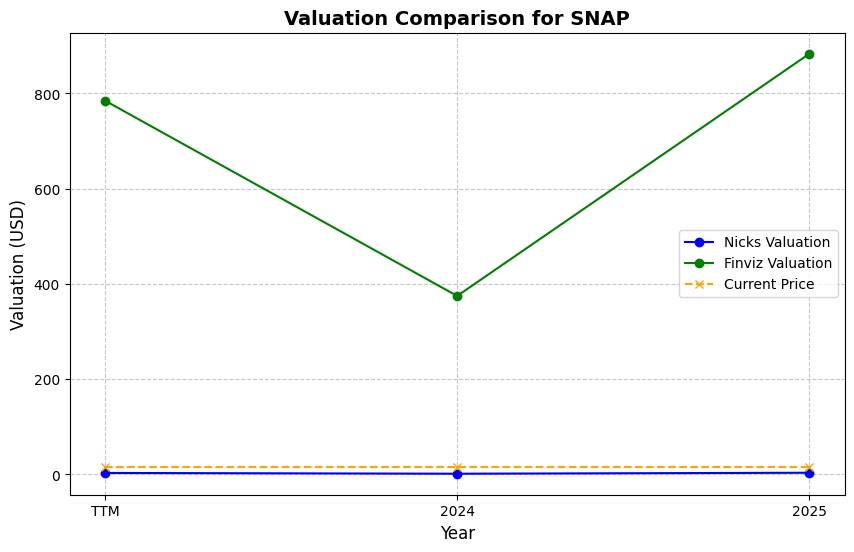 Valuation Comparison for SNAP
Valuation (USD)
800
600
400
200
0
Nicks Valuation
Finviz Valuation
Current Price
TTM
2024
2025
Year